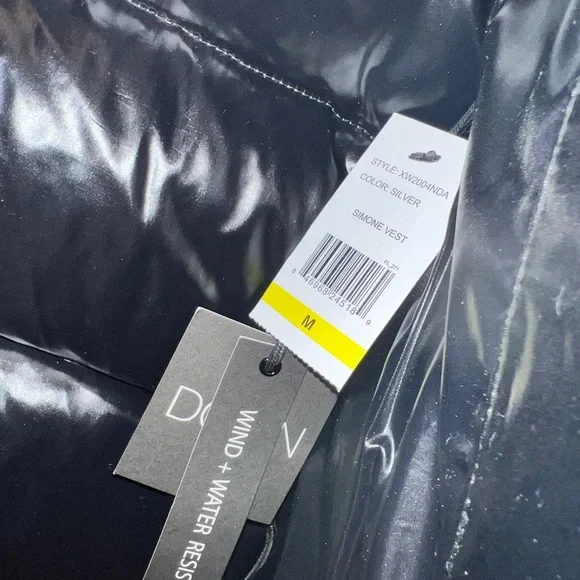 STYLE: XW2004NDA
COLOR: SILVER
SIMONE VEST
M
WIND + WATER RESIS